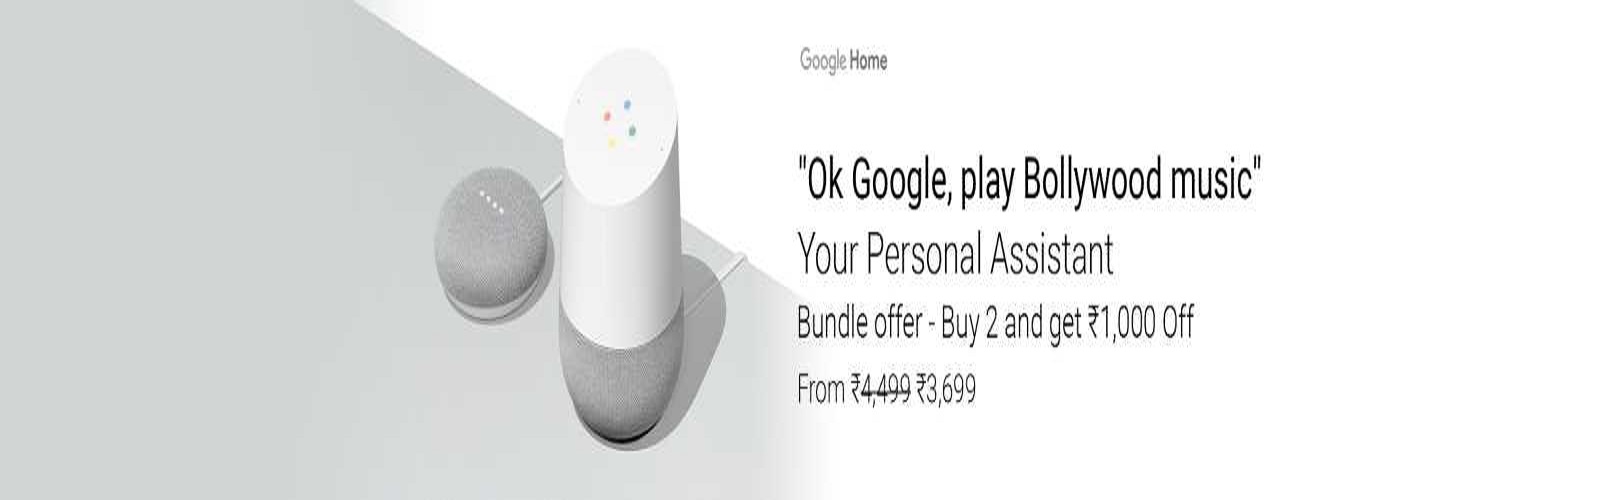 Google Home
"Ok Google, play Bollywood music"
Your Personal Assistant
Bundle offer - Buy 2 and get ₹1,000 Off
From ₹4,499 ₹3,699